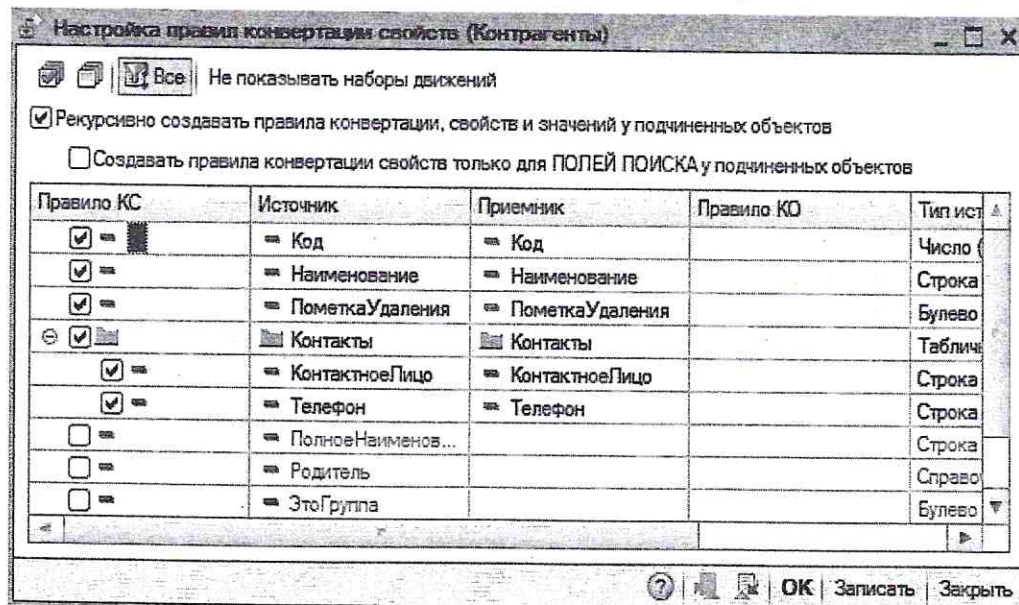 Настройка правил конвертации свойств (Контрагенты)
Все Не показывать наборы движений
Рекурсивно создавать правила конвертации, свойств и значений у подчиненных объектов
Создавать правила конвертации свойств только для ПОЛЕЙ ПОИСКА у подчиненных объектов
Правило КС Источник Приемник Правило КО Тип ист
Код Код Число (
Наименование Наименование Строка
ПометкаУдаления ПометкаУдаления Булево
Контакты Контакты Таблич
КонтактноеЛицо КонтактноеЛицо Строка
Телефон Телефон Строка
ПолноеНаименов... Строка
Родитель Справо
ЭтоГруппа Булево
OK Записать Закрыть